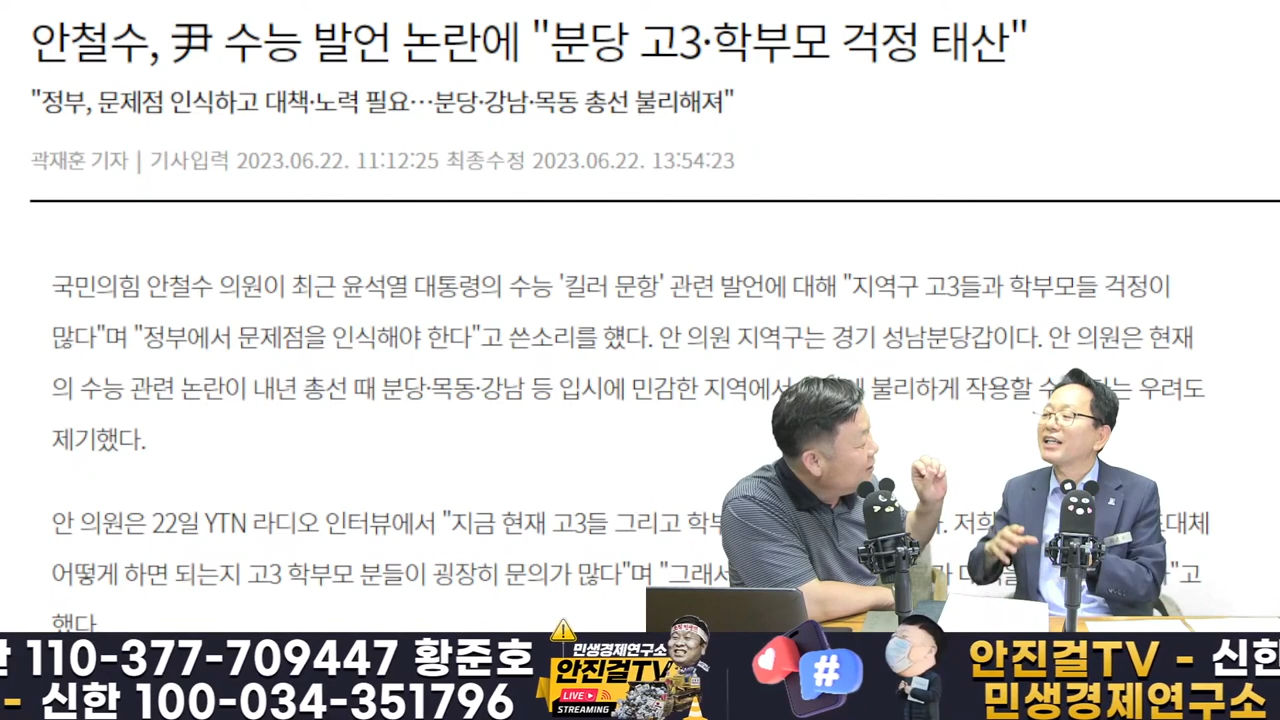 안철수, 尹 수능 발언 논란에 "분당 고3·학부모 걱정 태산"
"정부, 문제점 인식하고 대책·노력 필요…분당·강남·목동 총선 불리해져"
곽재훈 기자 | 기사입력 2023.06.22. 11:12:25 최종수정 2023.06.22. 13:54:23
국민의힘 안철수 의원이 최근 윤석열 대통령의 수능 '킬러 문항' 관련 발언에 대해 "지역구 고3들과 학부모들 걱정이
많다"며 "정부에서 문제점을 인식해야 한다"고 쓴소리를 했다. 안 의원 지역구는 경기 성남분당갑이다. 안 의원은 현재
의 수능 관련 논란이 내년 총선 때 분당·목동·강남 등 입시에 민감한 지역에서 불리하게 작용할 수 우려도
제기했다.
안 의원은 22일 YTN 라디오 인터뷰에서 "지금 현재 고3들 그리고 저희
어떻게 하면 되는지 고3 학부모 분들이 굉장히 문의가 많다"며 "그래서 "고
했다
110-377-709447 황준호
- 신한 100-034-351796
민생경제연구소
안진걸TV
LIVE
STREAMING
#
안진걸TV - 신한
민생경제연구소